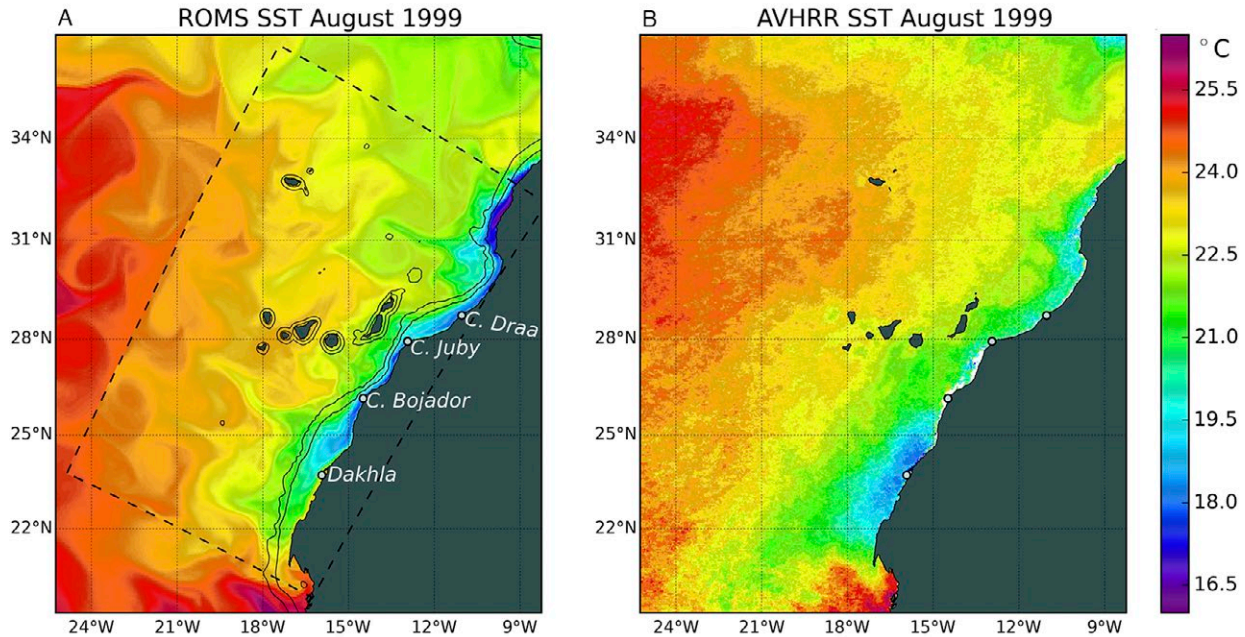 A ROMS SST August 1999
B AVHRR SST August 1999
°C
34°N
31°N
28°N
25°N
22°N
24°W 21°W 18°W 15°W 12°W 9°W
C. Draa
C. Juby
C. Bojador
Dakhla
34°N
31°N
28°N
25°N
22°N
24°W 21°W 18°W 15°W 12°W 9°W
25.5
24.0
22.5
21.0
19.5
18.0
16.5